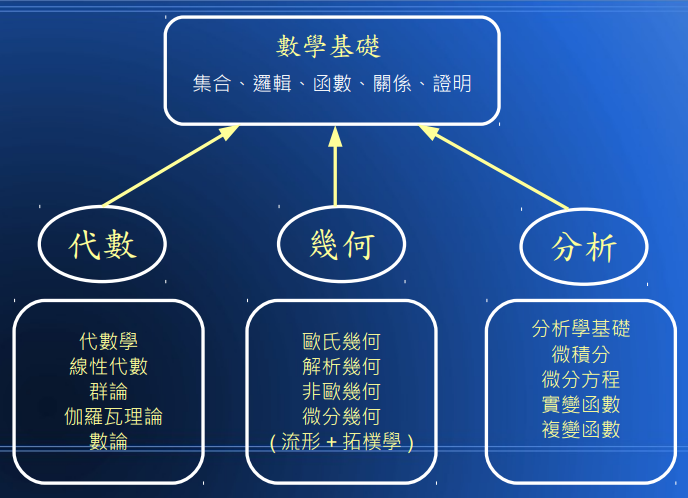 數學基礎
集合、邏輯、函數、關係、證明
代數
幾何
分析
代數學
線性代數
群論
伽羅瓦理論
數論
歐氏幾何
解析幾何
非歐幾何
微分幾何
( 流形 + 拓樸學 )
分析學基礎
微積分
微分方程
實變函數
複變函數